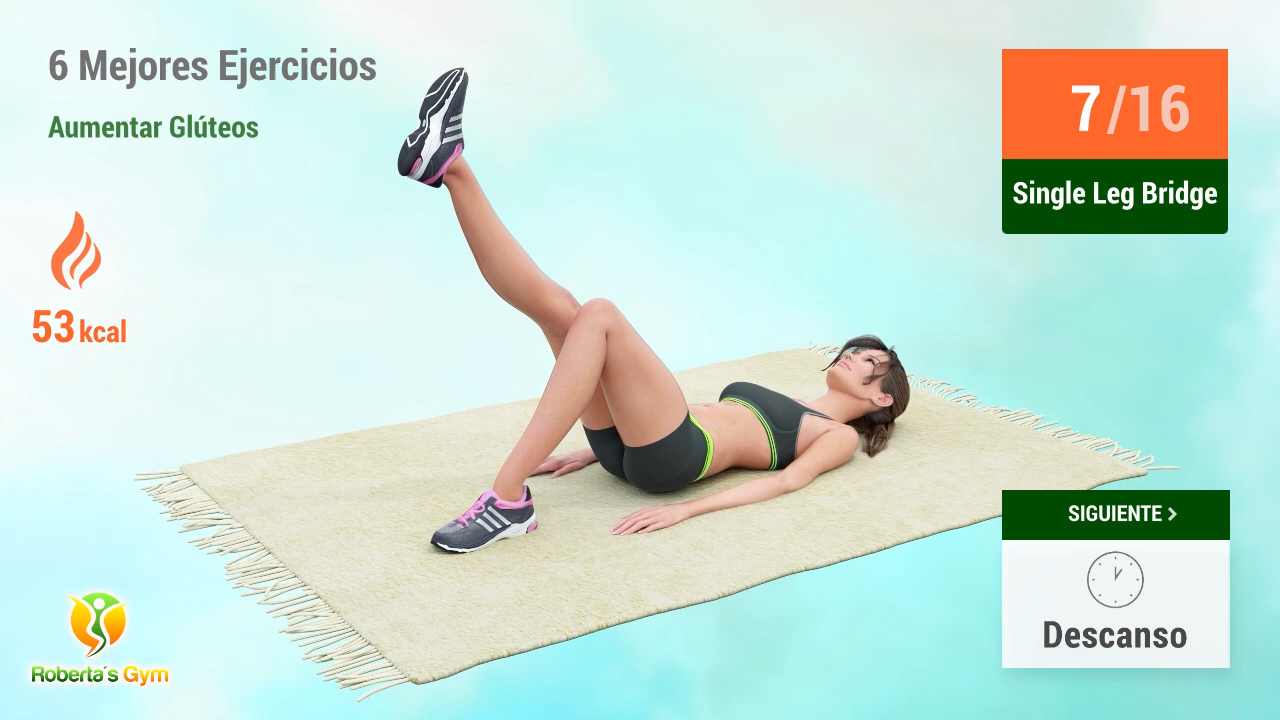 6 Mejores Ejercicios
Aumentar Glúteos
53 kcal
7/16
Single Leg Bridge
SIGUIENTE >
Descanso
Roberta´s Gym